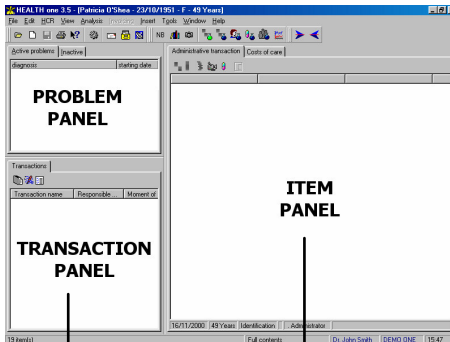 HEALTH one 3.5 - [Patricia O'Shea - 23/10/1951 - F - 49 Years]
File Edit HCR View Analysis Invoicing Insert Tools Window Help
NB
Active problems Inactive
diagnosis starting date
PROBLEM
PANEL
Transactions
Transaction name Responsible ... Moment of
TRANSACTION
PANEL
Administrative transaction Costs of care
ITEM
PANEL
16/11/2000 49 Years Identification . Administrator
19 item(s) Full contents Dr. John Smith DEMO ONE 15:47